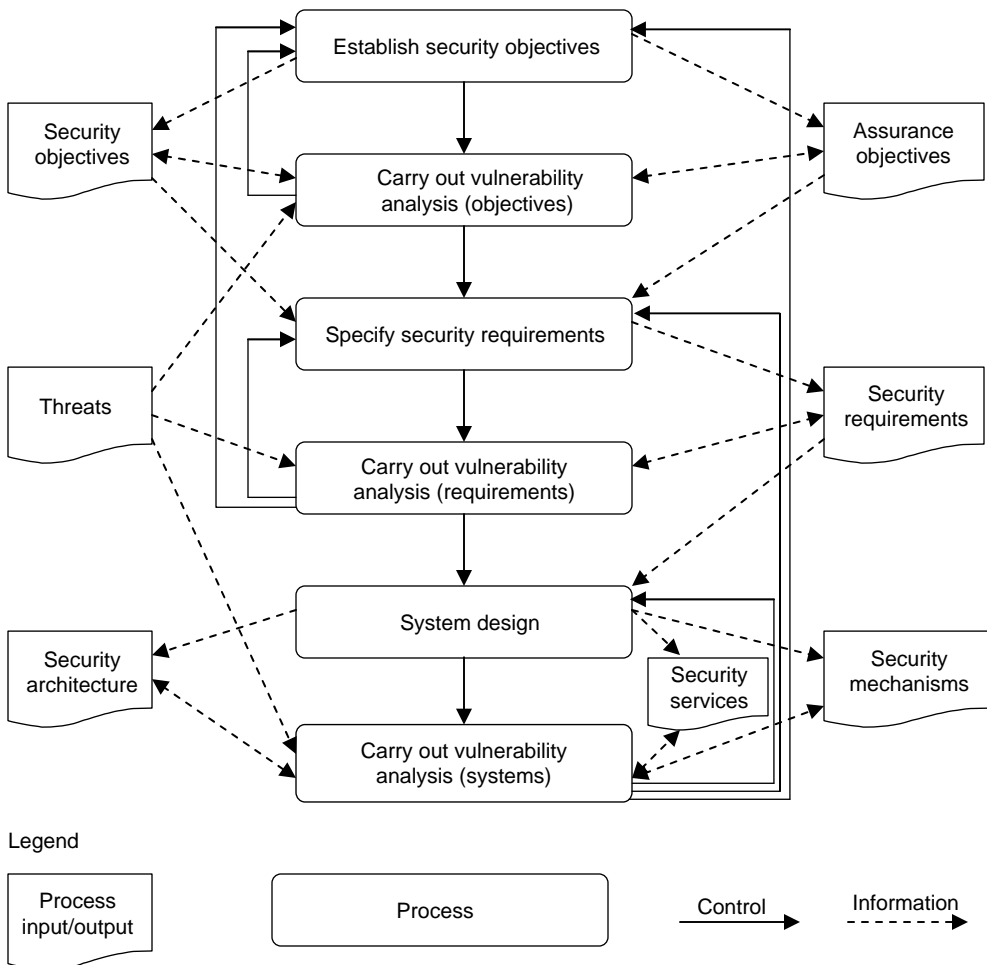 Establish security objectives
Security
objectives
Assurance
objectives
Carry out vulnerability
analysis (objectives)
Specify security requirements
Threats
Security
requirements
Carry out vulnerability
analysis (requirements)
System design
Security
architecture
Security
services
Security
mechanisms
Carry out vulnerability
analysis (systems)
Legend
Process
input/output
Process
Control
Information